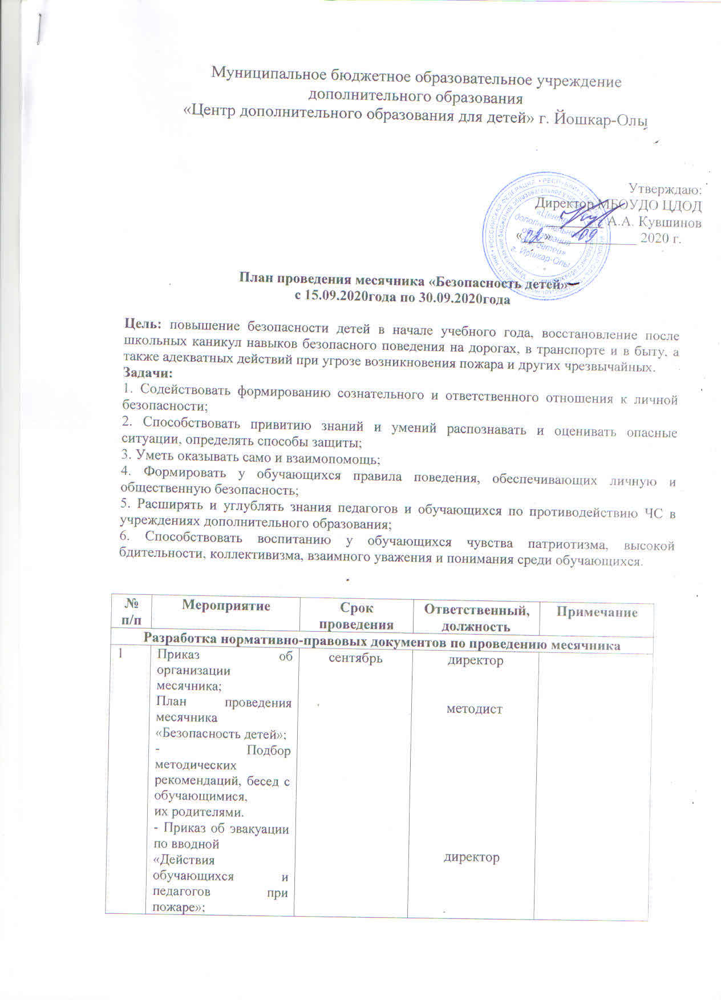 Муниципальное бюджетное образовательное учреждение
дополнительного образования
«Центр дополнительного образования для детей» г. Йошкар-Олы
Утверждаю:
Директор МБОУДО ЦДОД
А.А. Кувшинов
«02» 09 2020 г.
«Центр
дополнительного
образования
для детей»
г. Йошкар-Олы
План проведения месячника «Безопасность детей»
с 15.09.2020года по 30.09.2020года
Цель: повышение безопасности детей в начале учебного года, восстановление после
школьных каникул навыков безопасного поведения на дорогах, в транспорте и в быту, а
также адекватных действий при угрозе возникновения пожара и других чрезвычайных.
Задачи:
1. Содействовать формированию сознательного и ответственного отношения к личной
безопасности;
2. Способствовать привитию знаний и умений распознавать и оценивать опасные
ситуации, определять способы защиты;
3. Уметь оказывать само и взаимопомощь;
4. Формировать у обучающихся правила поведения, обеспечивающих личную и
общественную безопасность;
5. Расширять и углублять знания педагогов и обучающихся по противодействию ЧС в
учреждениях дополнительного образования;
6. Способствовать воспитанию у обучающихся чувства патриотизма, высокой
бдительности, коллективизма, взаимного уважения и понимания среди обучающихся.
№ Мероприятие Срок Ответственный, Примечание
п/п проведения должность
Разработка нормативно-правовых документов по проведению месячника
1 Приказ об сентябрь директор
организации
месячника;
План проведения методист
месячника
«Безопасность детей»;
- Подбор
методических
рекомендаций, бесед с
обучающимися,
их родителями.
- Приказ об эвакуации
по вводной
«Действия директор
обучающихся и
педагогов при
пожаре»;